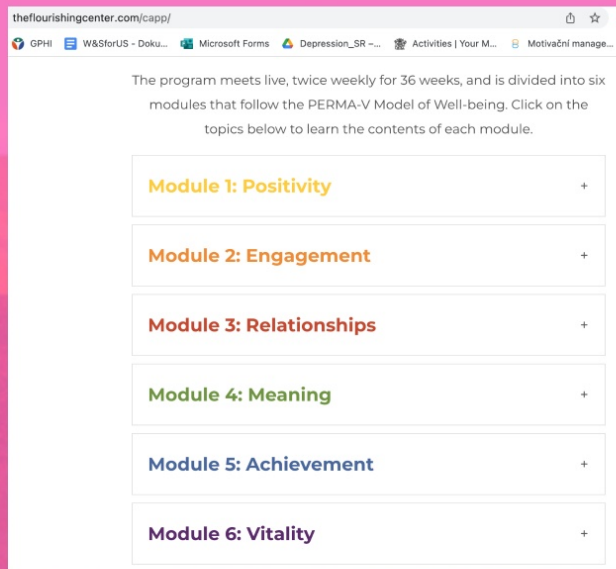 theflourishingcenter.com/capp/
GPHI W&SforUS - Doku... Microsoft Forms Depression_SR –... Activities | Your M... Motivační manage...
The program meets live, twice weekly for 36 weeks, and is divided into six
modules that follow the PERMA-V Model of Well-being. Click on the
topics below to learn the contents of each module.
Module 1: Positivity +
Module 2: Engagement +
Module 3: Relationships +
Module 4: Meaning +
Module 5: Achievement +
Module 6: Vitality +